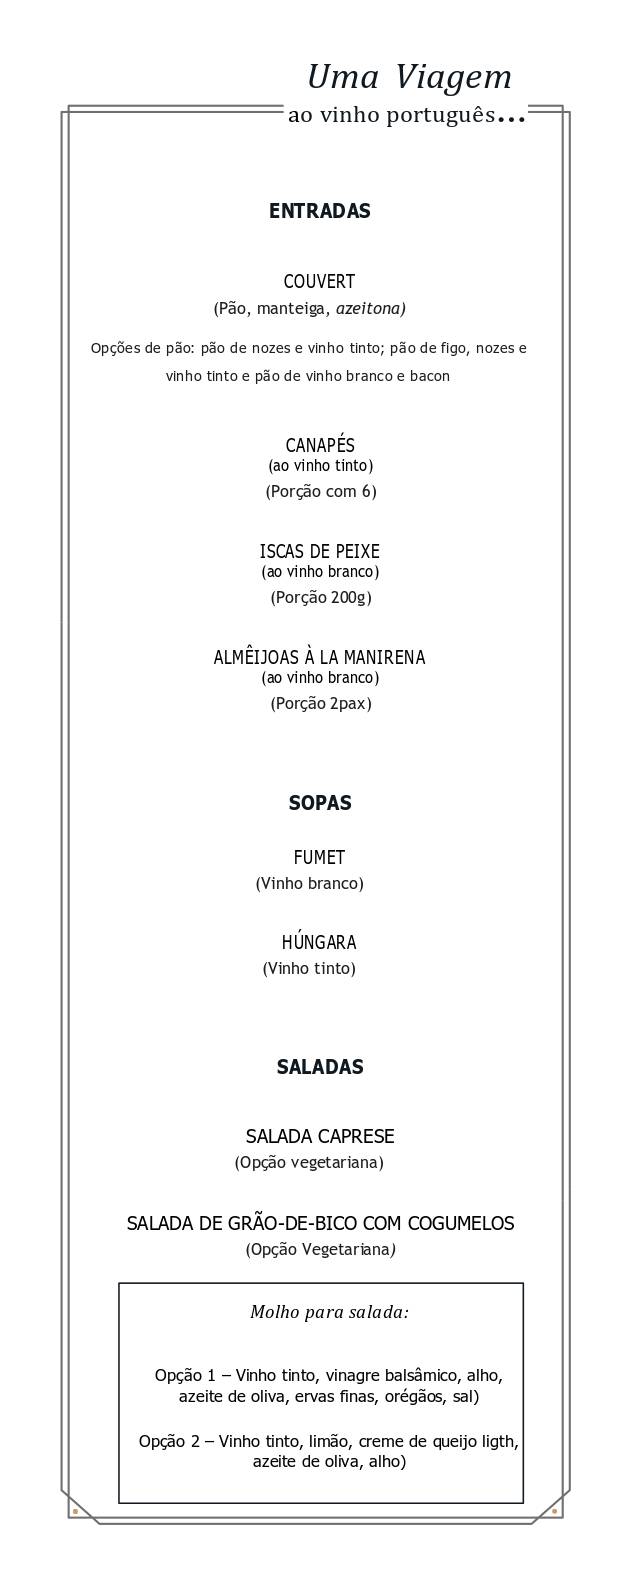 Uma Viagem
ao vinho português...
ENTRADAS
COUVERT
(Pão, manteiga, azeitona)
Opções de pão: pão de nozes e vinho tinto; pão de figo, nozes e
vinho tinto e pão de vinho branco e bacon
CANAPÉS
(ao vinho tinto)
(Porção com 6)
ISCAS DE PEIXE
(ao vinho branco)
(Porção 200g)
ALMÊIJOAS À LA MANIRENA
(ao vinho branco)
(Porção 2pax)
SOPAS
FUMET
(Vinho branco)
HÚNGARA
(Vinho tinto)
SALADAS
SALADA CAPRESE
(Opção vegetariana)
SALADA DE GRÃO-DE-BICO COM COGUMELOS
(Opção Vegetariana)
Molho para salada:
Opção 1 – Vinho tinto, vinagre balsâmico, alho,
azeite de oliva, ervas finas, orégãos, sal)
Opção 2 – Vinho tinto, limão, creme de queijo ligth,
azeite de oliva, alho)